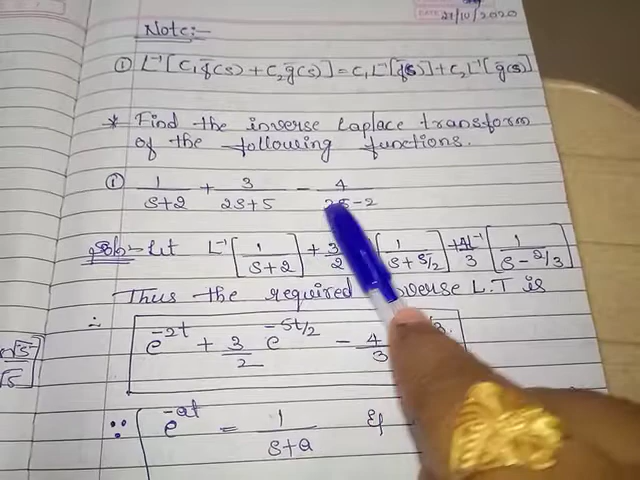 DATE 21/10/2020
Note:-
① L⁻¹[C₁f̄(s) + C₂ḡ(s)] = C₁L⁻¹[f̄(s)] + C₂L⁻¹[ḡ(s)]
* Find the inverse Laplace transform
of the following functions.
① 1/(s+2) + 3/(2s+5) - 4/(3s-2)
Sol:- Let L⁻¹[1/(s+2)] + 3/2 [1/(s+5/2)] + 4/3 L⁻¹[1/(s-2/3)]
Thus the required inverse L.T is
∴ e^(-2t) + 3/2 e^(-5t/2) - 4/3
√5
√5
∵ e^(-at) = 1/(s+a) &